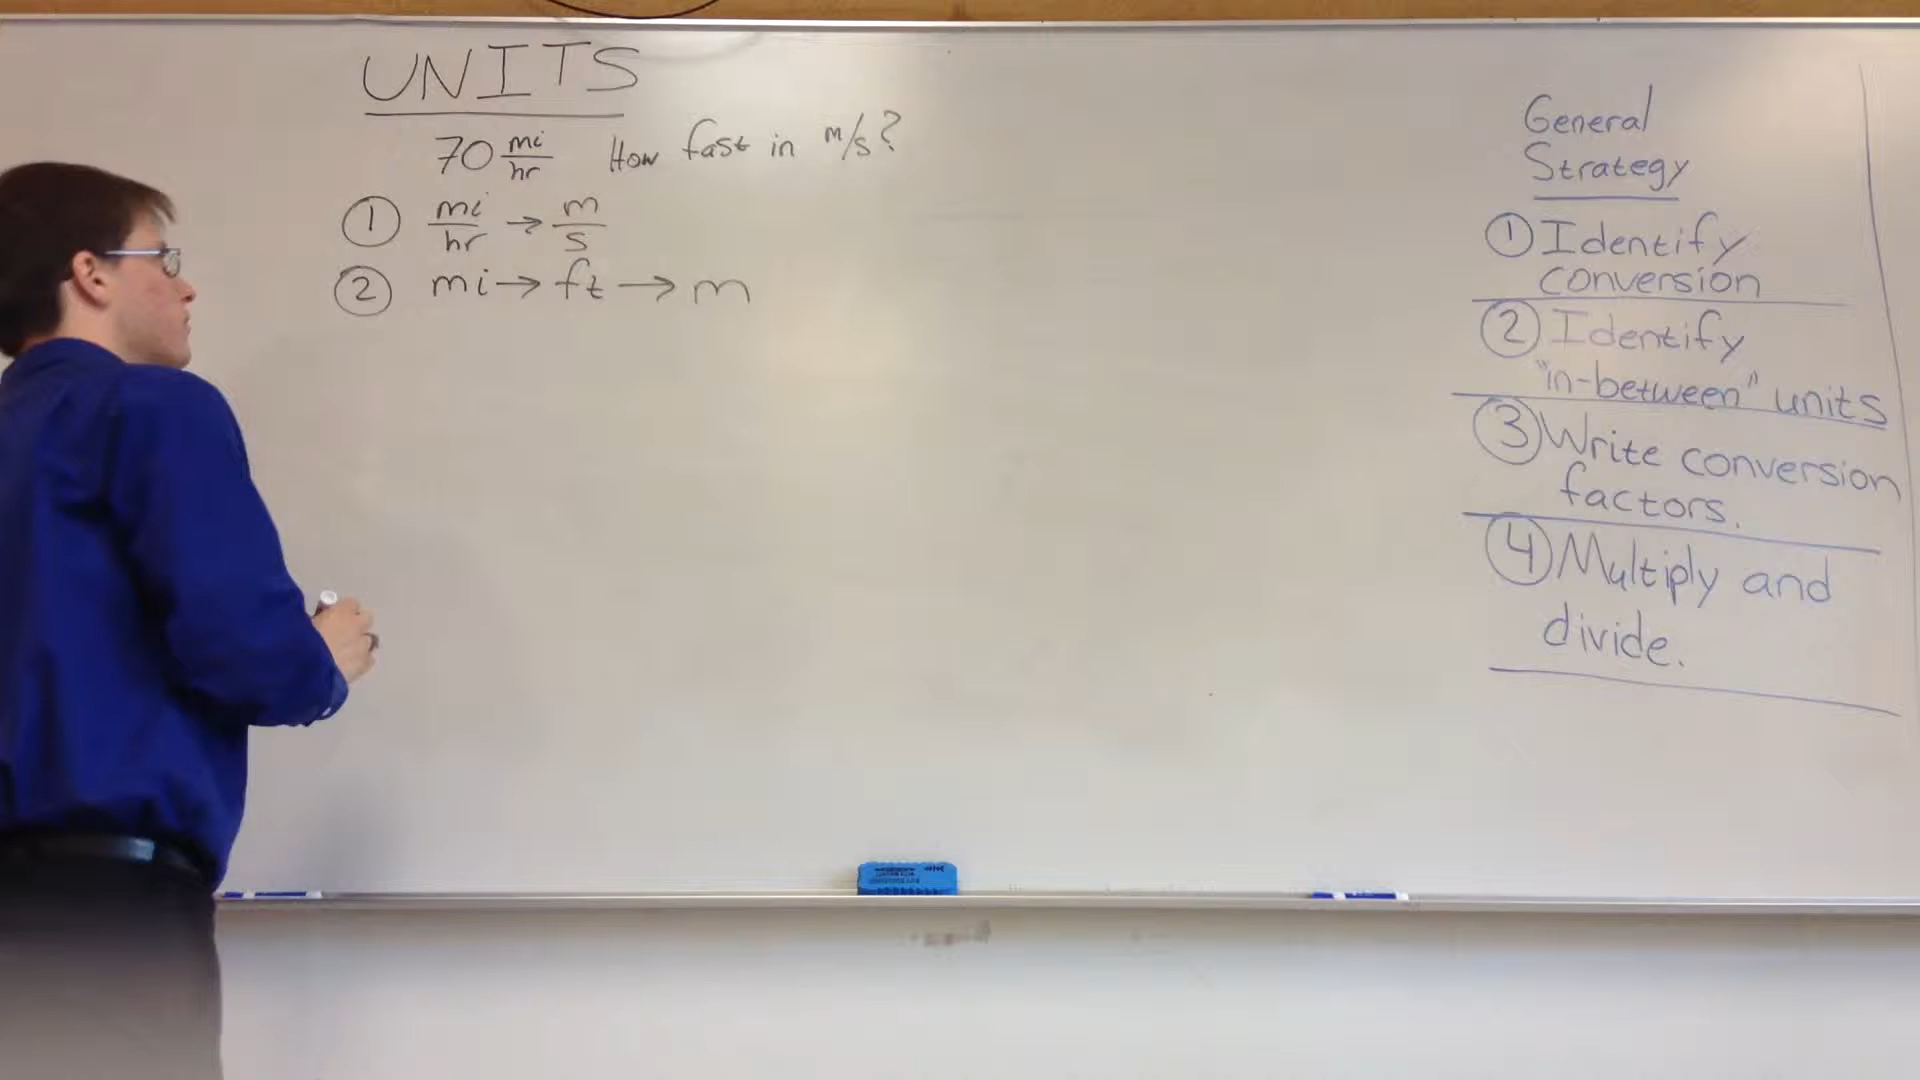 UNITS
70 mi/hr How fast in m/s?
① mi/hr → m/s
② mi → ft → m
General
Strategy
① Identify
conversion
② Identify
"in-between" units
③ Write conversion
factors.
④ Multiply and
divide.